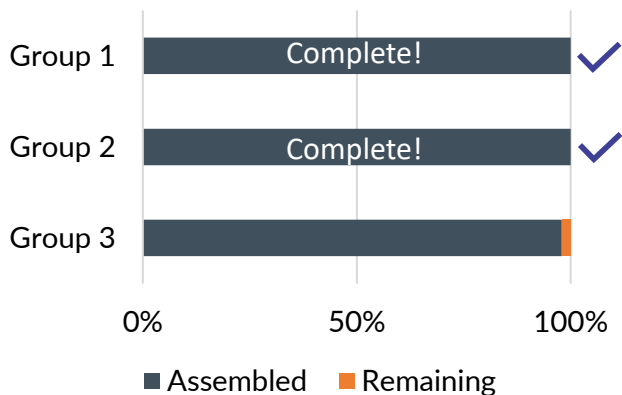 Group 1 Complete!
Group 2 Complete!
Group 3
0% 50% 100%
Assembled Remaining